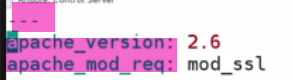 ---
apache_version: 2.6
apache_mod_req: mod_ssl